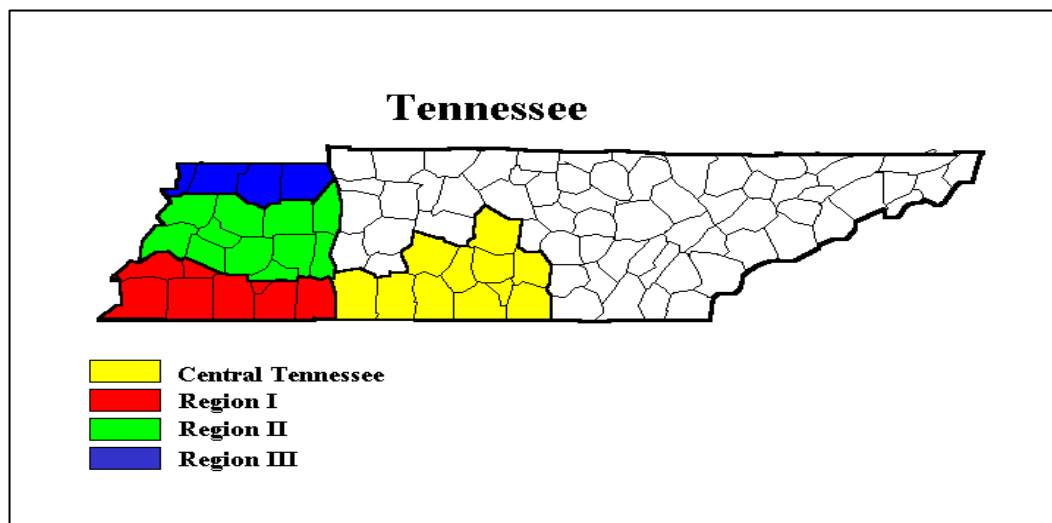 Tennessee
Central Tennessee
Region I
Region II
Region III